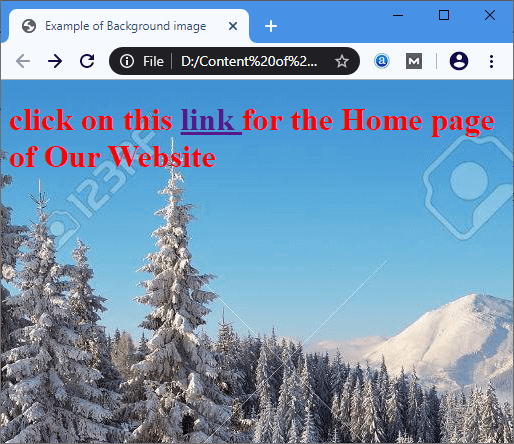 Example of Background image
File D:/Content%20of%2...
a M
click on this link for the Home page
of Our Website
123RF